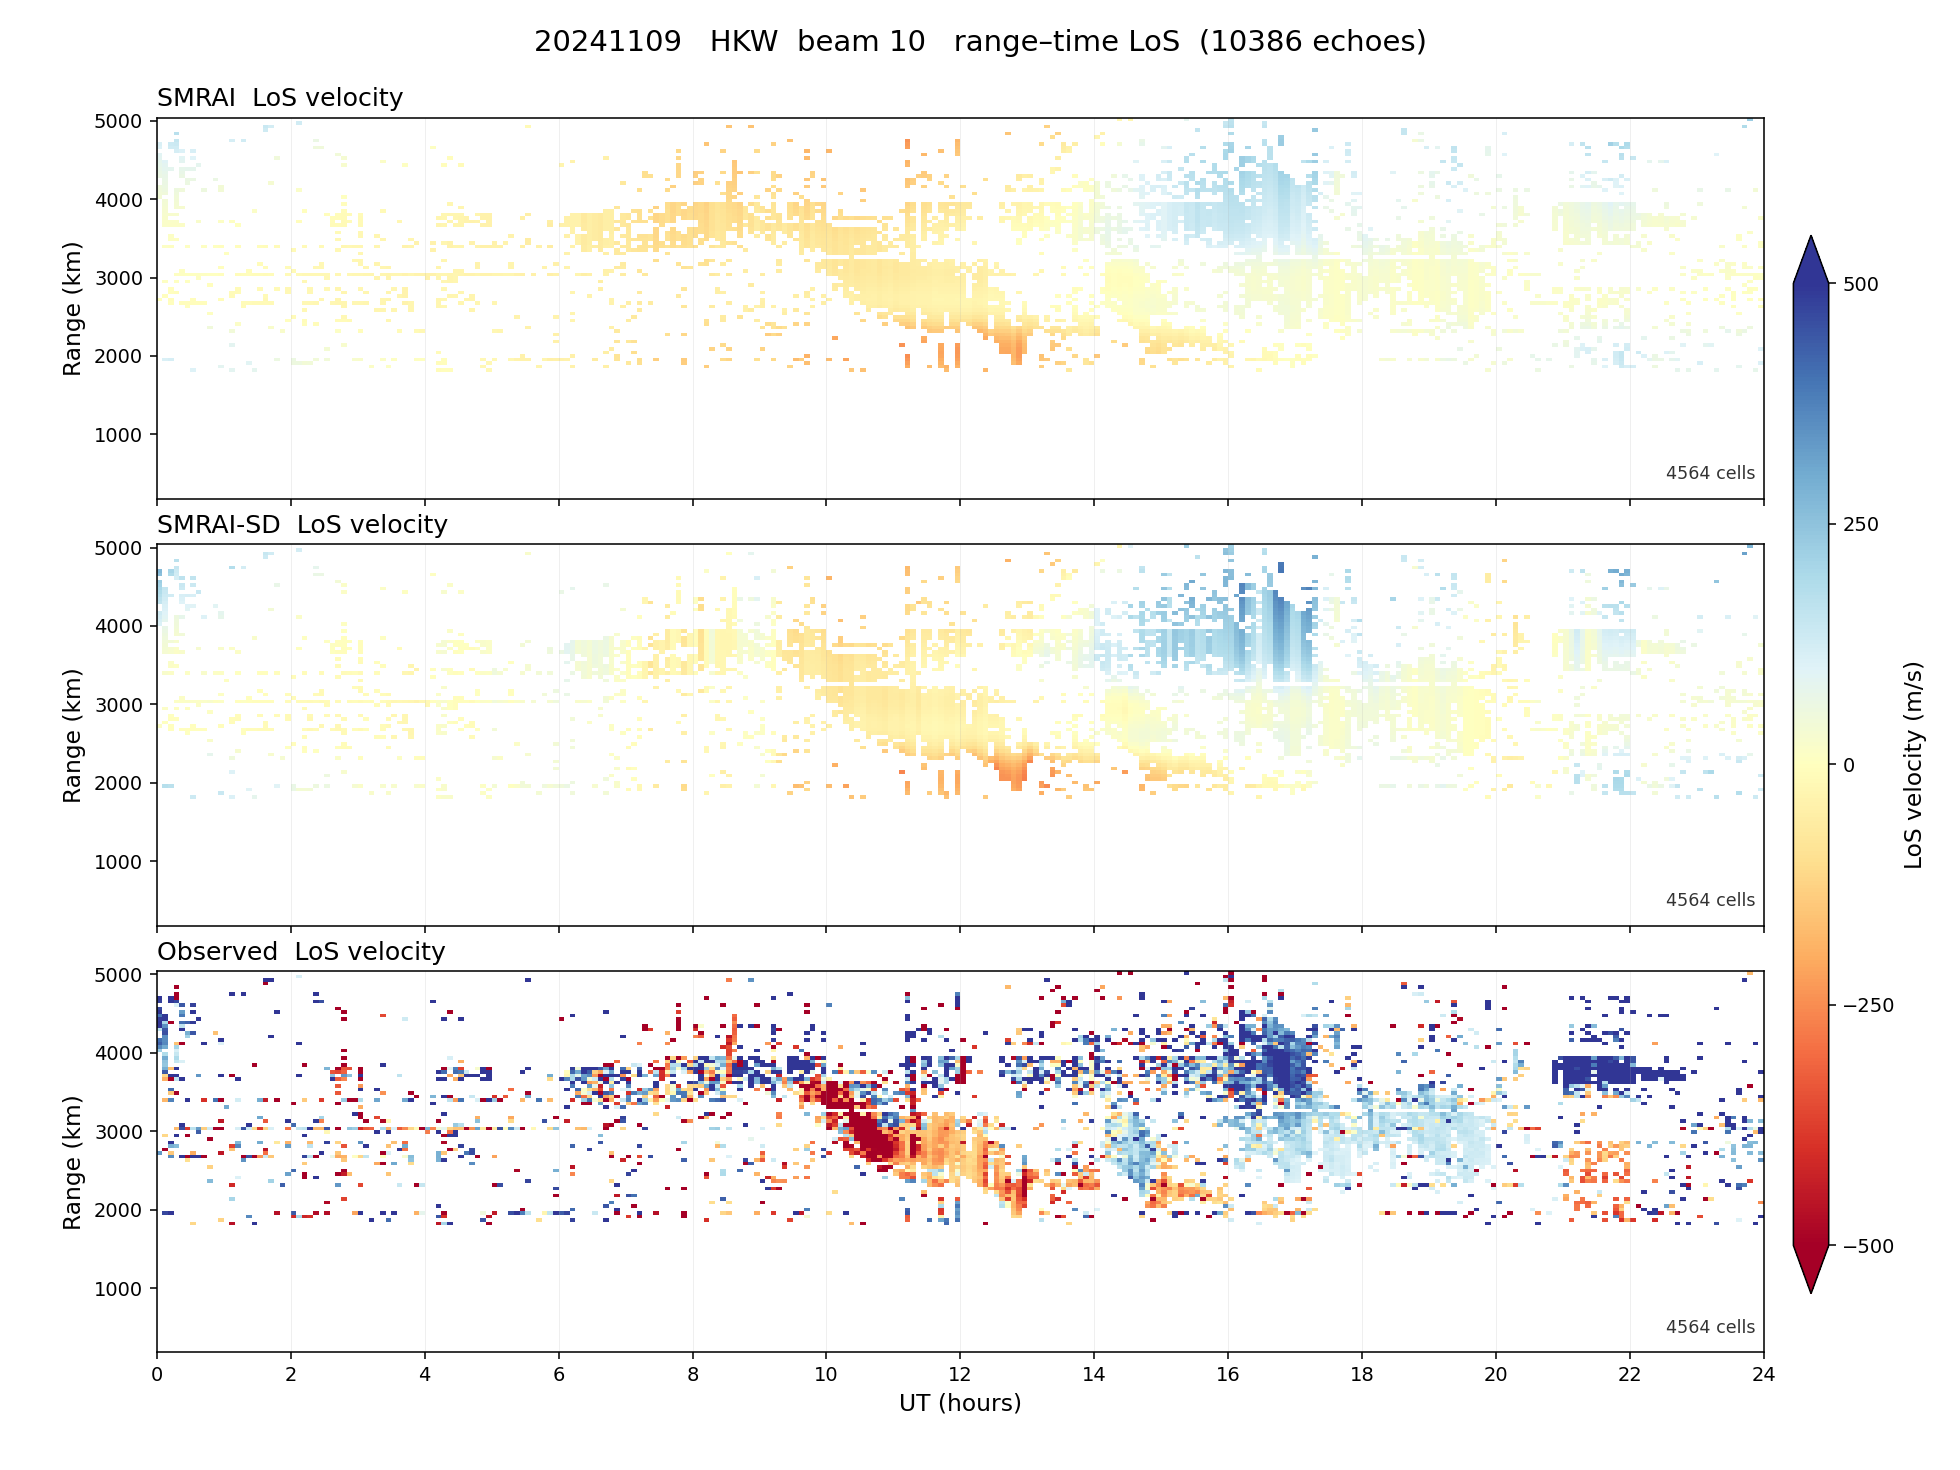 20241109   HKW  beam 10   range–time LoS  (10386 echoes)
SMRAI  LoS velocity
5000
4000
3000
2000
1000
Range (km)
4564 cells
SMRAI-SD  LoS velocity
5000
4000
3000
2000
1000
Range (km)
4564 cells
Observed  LoS velocity
5000
4000
3000
2000
1000
Range (km)
4564 cells
0 2 4 6 8 10 12 14 16 18 20 22 24
UT (hours)
500
250
0
−250
−500
LoS velocity (m/s)